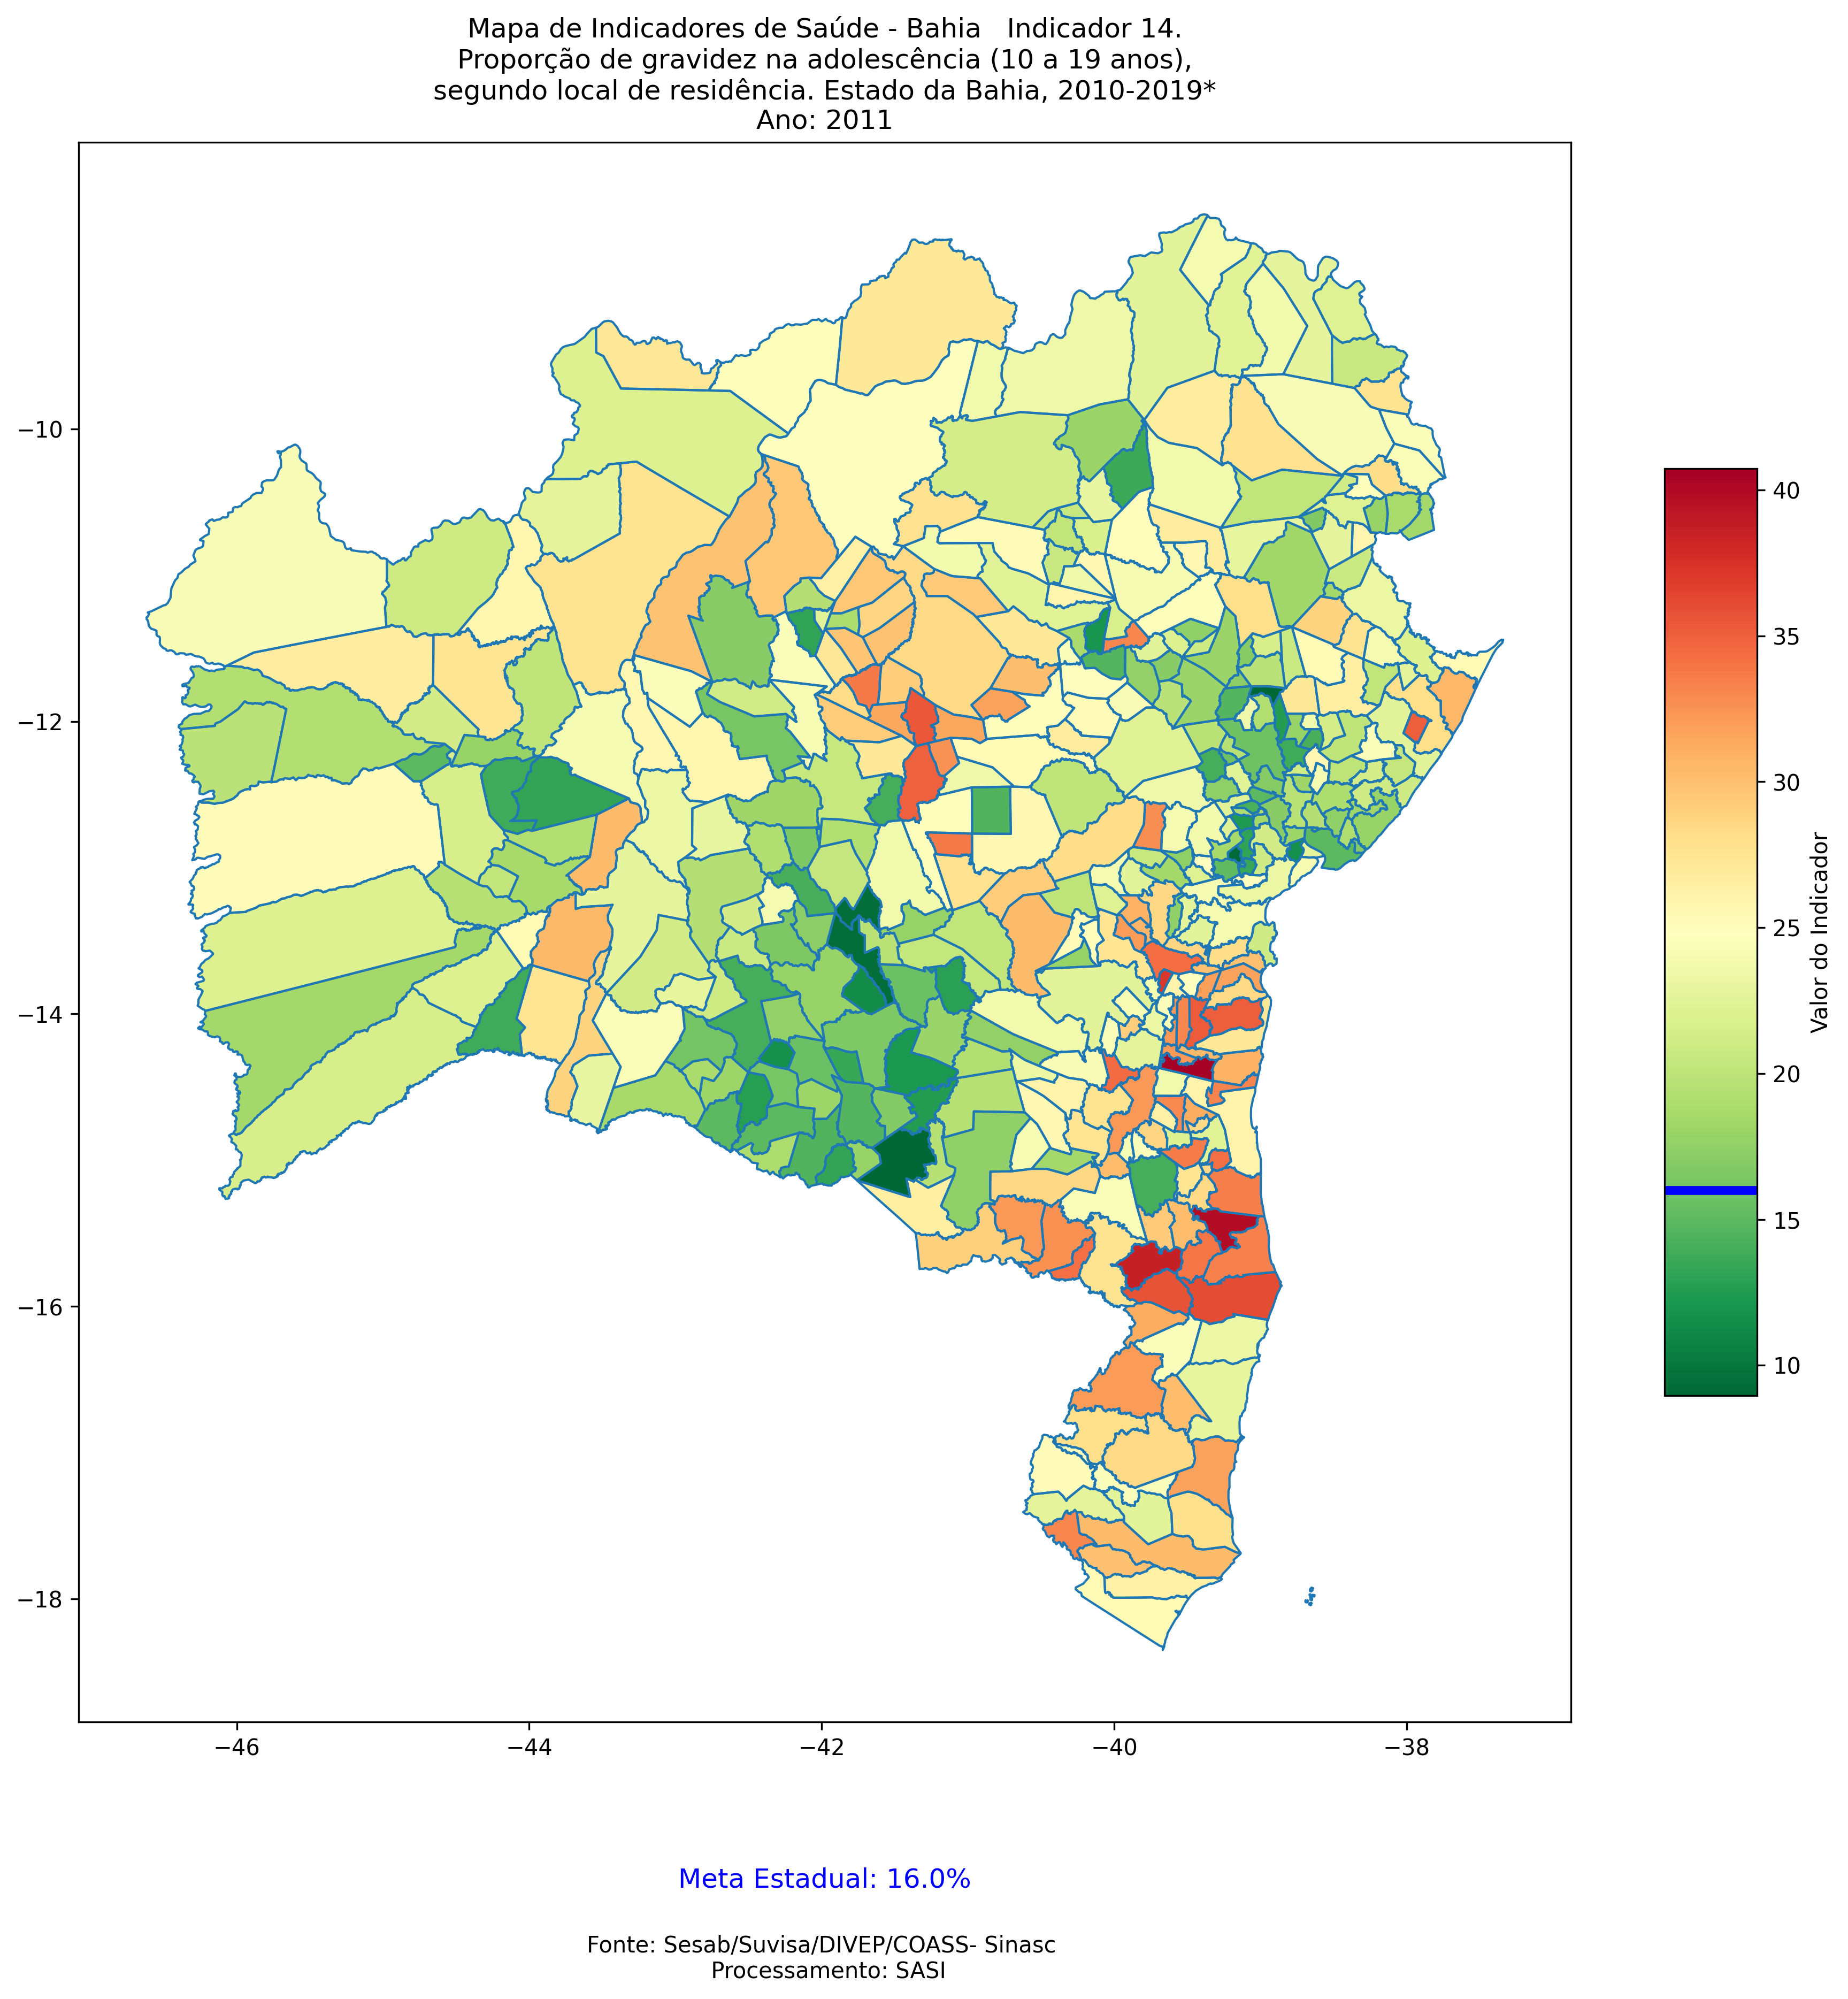 Mapa de Indicadores de Saúde - Bahia   Indicador 14.
Proporção de gravidez na adolescência (10 a 19 anos),
segundo local de residência. Estado da Bahia, 2010-2019*
Ano: 2011
−10
−12
−14
−16
−18
−46
−44
−42
−40
−38
40
35
30
25
20
15
10
Valor do Indicador
Meta Estadual: 16.0%
Fonte: Sesab/Suvisa/DIVEP/COASS- Sinasc
Processamento: SASI